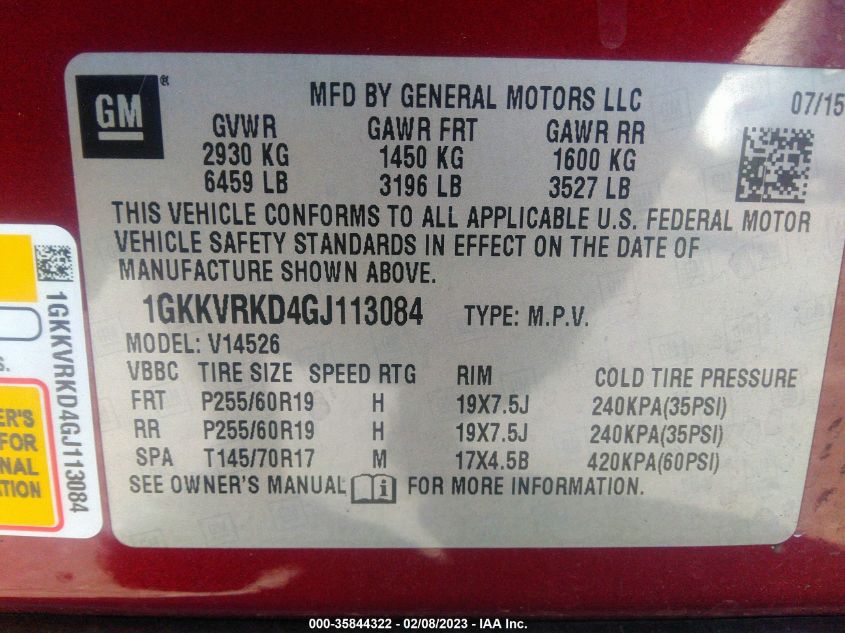 GM®
MFD BY GENERAL MOTORS LLC
07/15
GVWR GAWR FRT GAWR RR
2930 KG 1450 KG 1600 KG
6459 LB 3196 LB 3527 LB
THIS VEHICLE CONFORMS TO ALL APPLICABLE U.S. FEDERAL MOTOR
VEHICLE SAFETY STANDARDS IN EFFECT ON THE DATE OF
MANUFACTURE SHOWN ABOVE.
1GKKVRKD4GJ113084 TYPE: M.P.V.
MODEL: V14526
VBBC TIRE SIZE SPEED RTG RIM COLD TIRE PRESSURE
FRT P255/60R19 H 19X7.5J 240KPA(35PSI)
RR P255/60R19 H 19X7.5J 240KPA(35PSI)
SPA T145/70R17 M 17X4.5B 420KPA(60PSI)
SEE OWNER'S MANUAL FOR MORE INFORMATION.
1GKKVRKD4GJ113084
S.
ER'S
FOR
NAL
TION
000-35844322 - 02/08/2023 - IAA Inc.